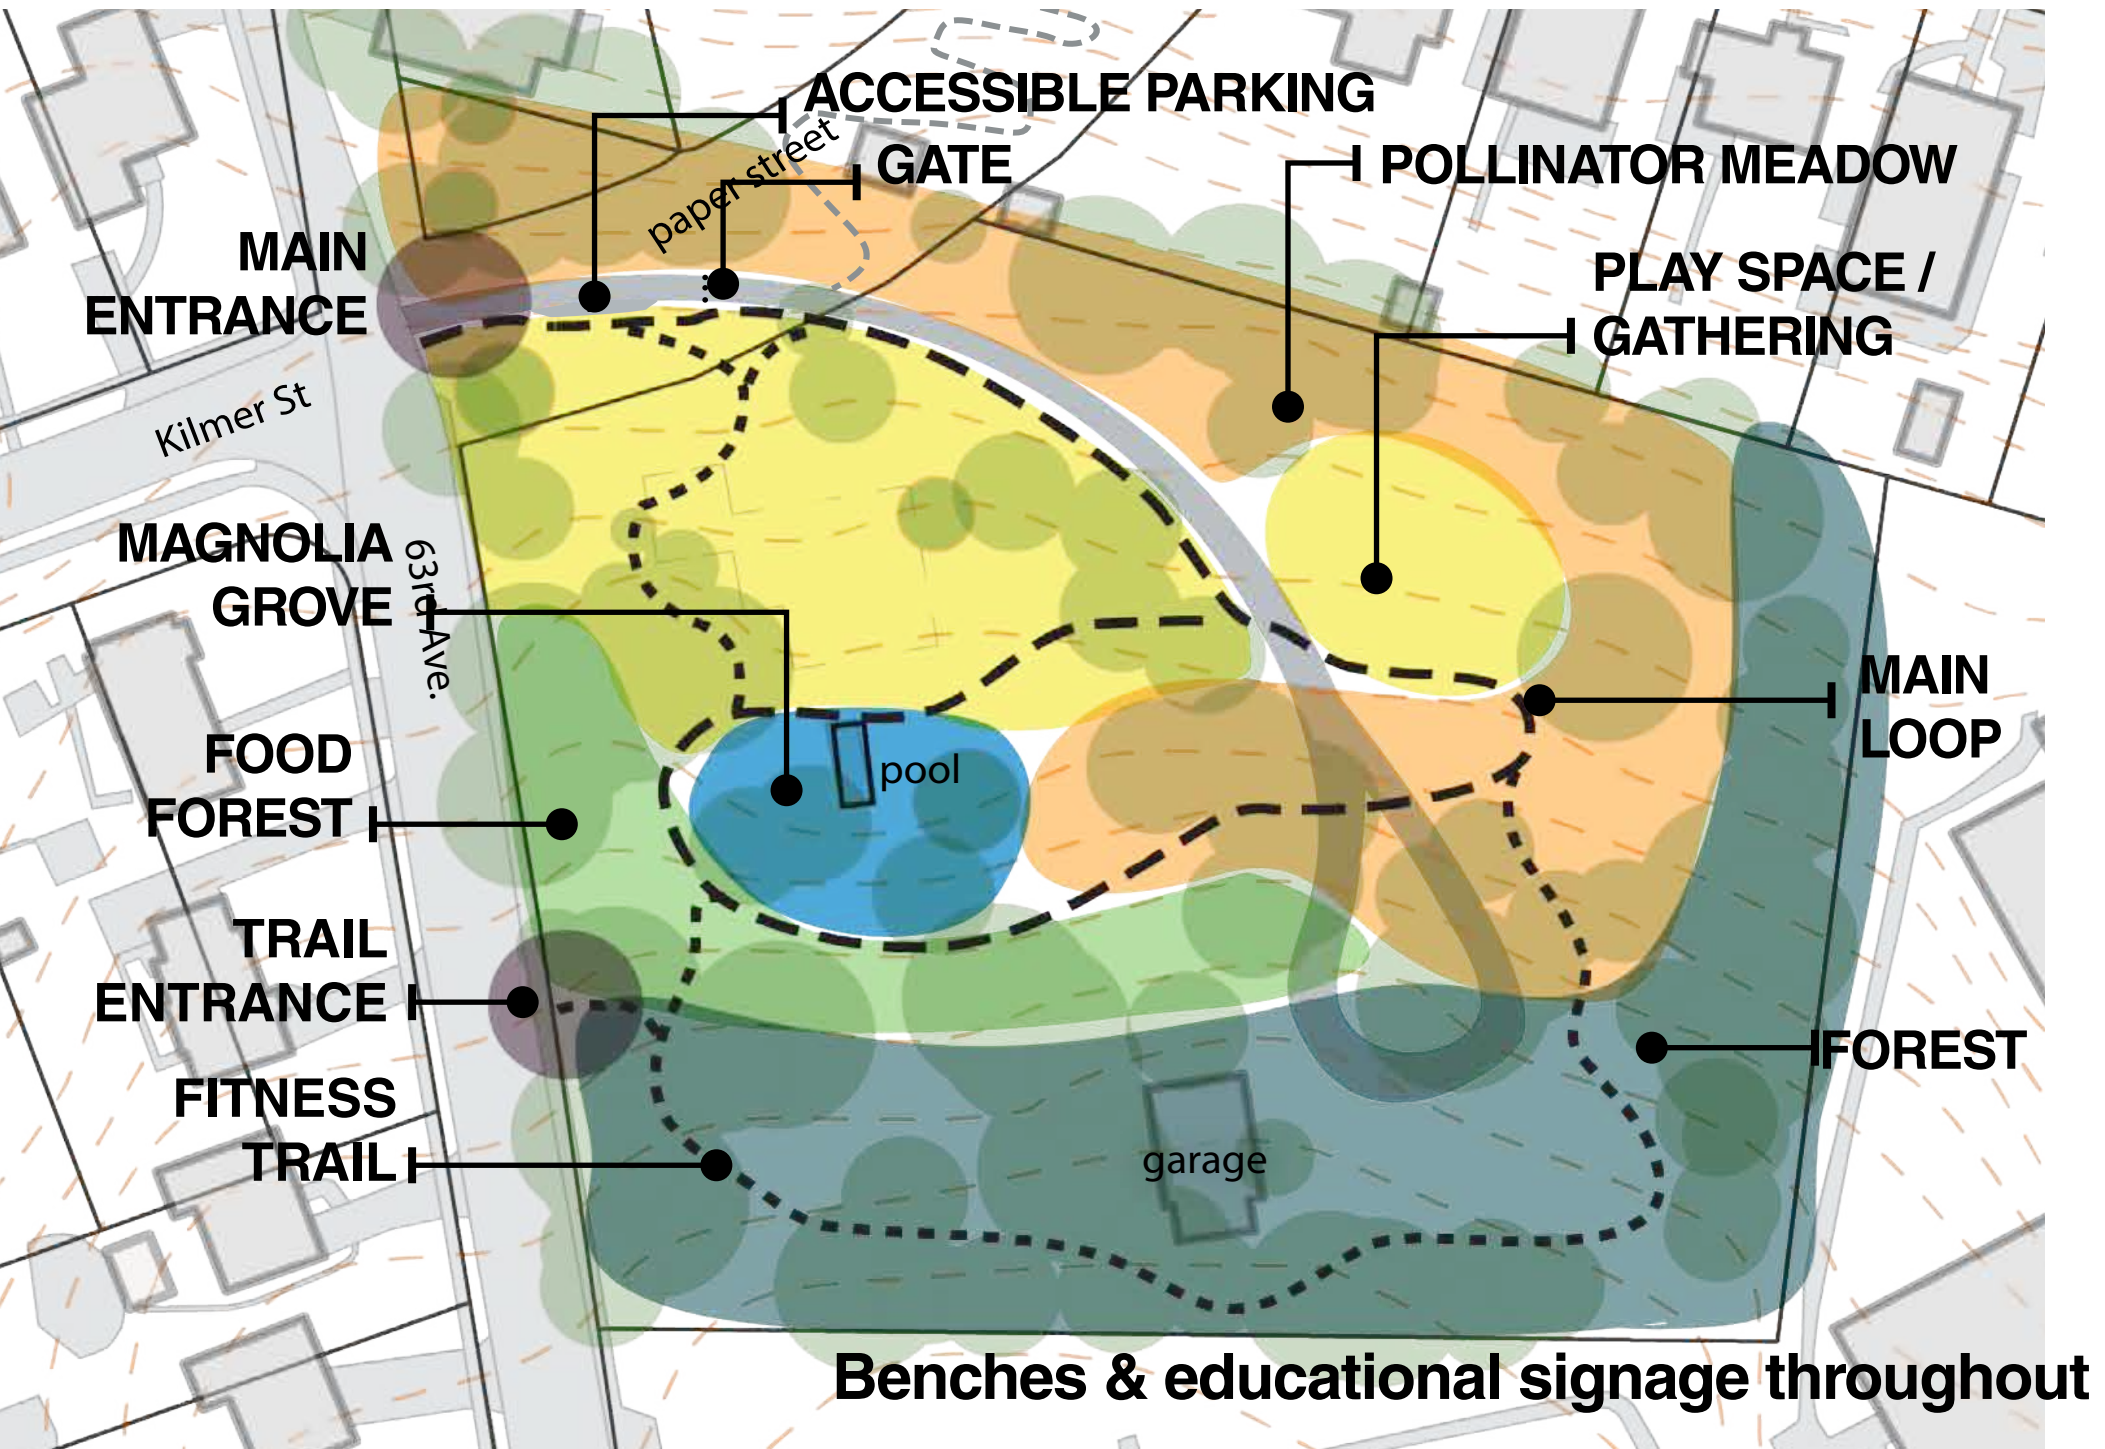 ACCESSIBLE PARKING
paper street
GATE
POLLINATOR MEADOW
MAIN
ENTRANCE
PLAY SPACE /
GATHERING
Kilmer St
MAGNOLIA
GROVE
63rd Ave.
MAIN
LOOP
FOOD
FOREST
pool
TRAIL
ENTRANCE
FOREST
FITNESS
TRAIL
garage
Benches & educational signage throughout